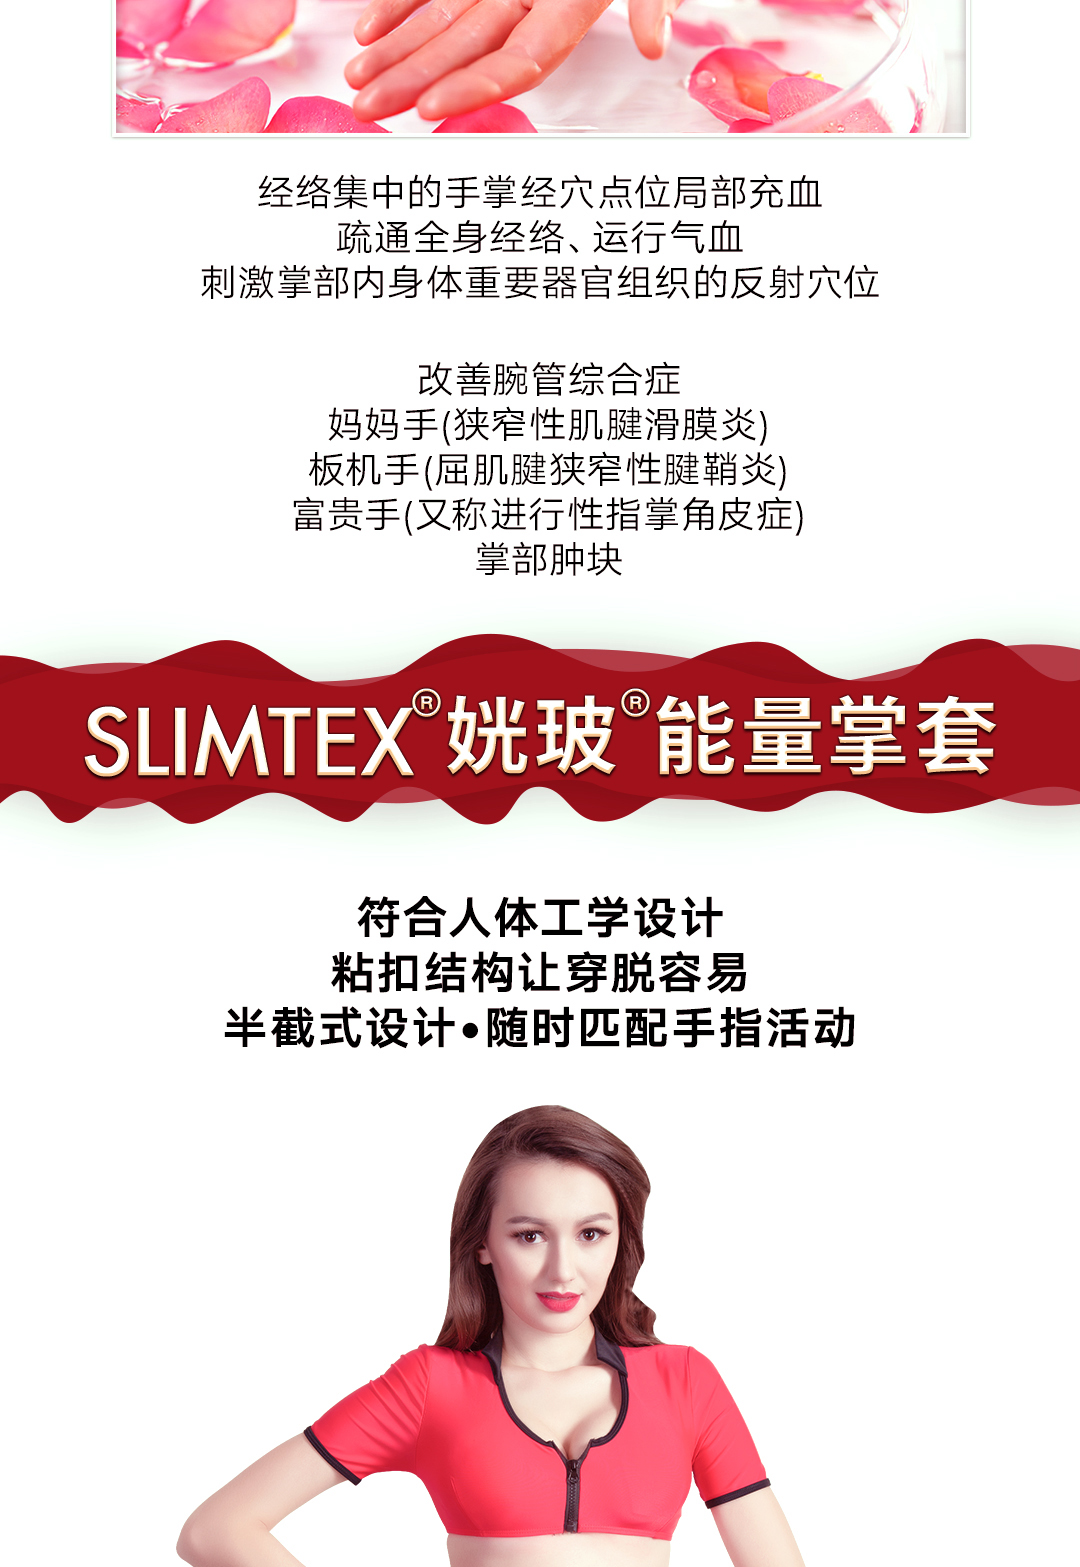 经络集中的手掌经穴点位局部充血
疏通全身经络、运行气血
刺激掌部内身体重要器官组织的反射穴位
改善腕管综合症
妈妈手(狭窄性肌腱滑膜炎)
板机手(屈肌腱狭窄性腱鞘炎)
富贵手(又称进行性指掌角皮症)
掌部肿块
SLIMTEX®姯玻®能量掌套
符合人体工学设计
粘扣结构让穿脱容易
半截式设计•随时匹配手指活动